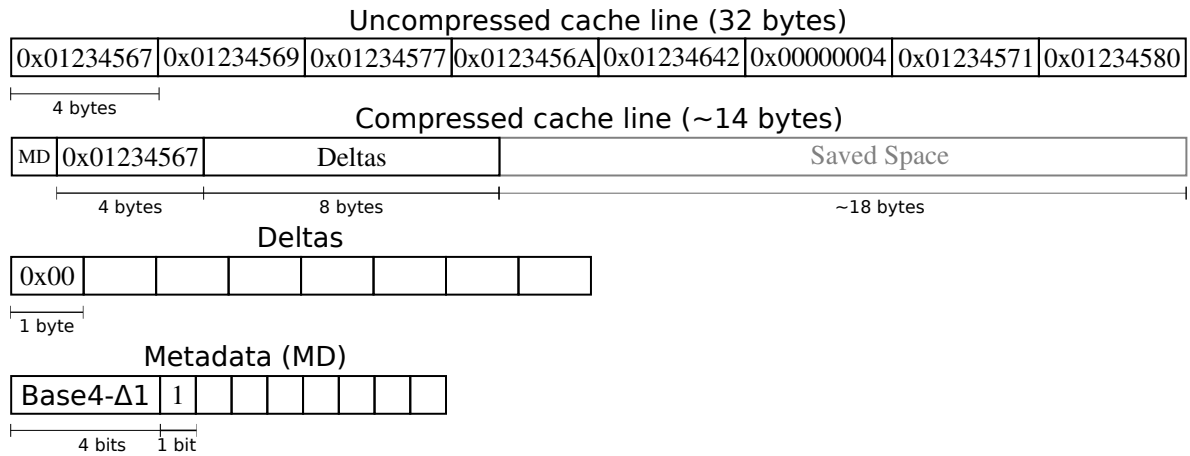 Uncompressed cache line (32 bytes)
0x01234567 0x01234569 0x01234577 0x0123456A 0x01234642 0x00000004 0x01234571 0x01234580
4 bytes
Compressed cache line (~14 bytes)
MD 0x01234567 Deltas Saved Space
4 bytes 8 bytes ~18 bytes
Deltas
0x00
1 byte
Metadata (MD)
Base4-Δ1 1
4 bits 1 bit